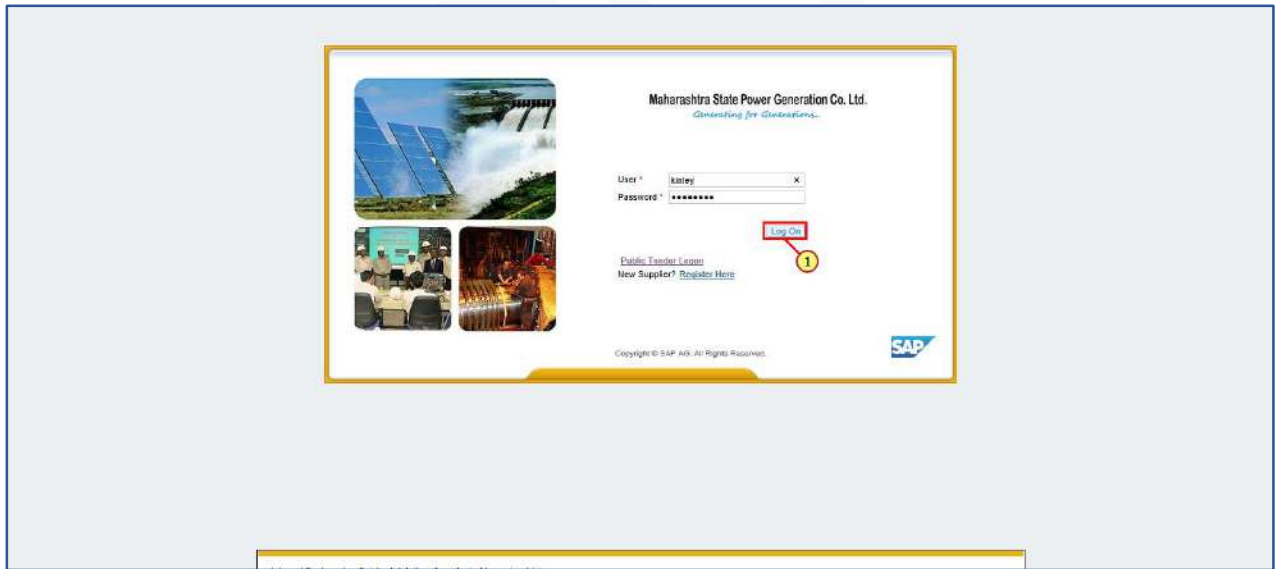 Maharashtra State Power Generation Co. Ltd.
Generating for Generations..
User * kinley ×
Password * ••••••••
Log On
1
Public Tender Logon
New Supplier? Register Here
Copyright © SAP AG. All Rights Reserved.
SAP